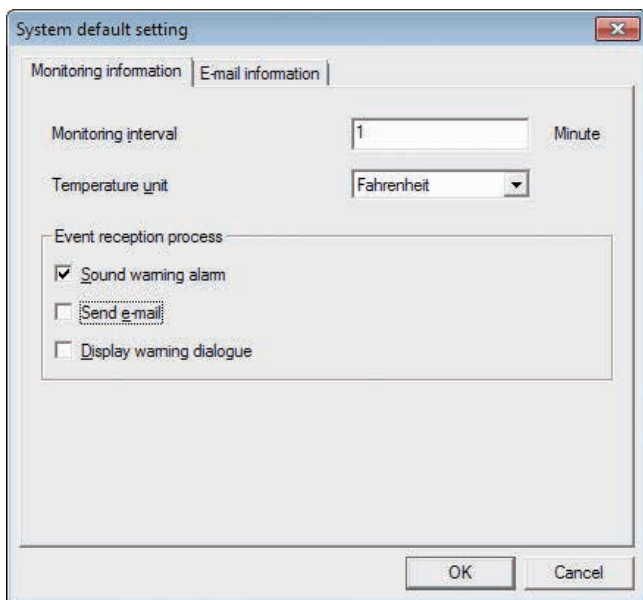 System default setting
Monitoring information E-mail information
Monitoring interval 1 Minute
Temperature unit Fahrenheit
Event reception process
Sound warning alarm
Send e-mail
Display warning dialogue
OK Cancel